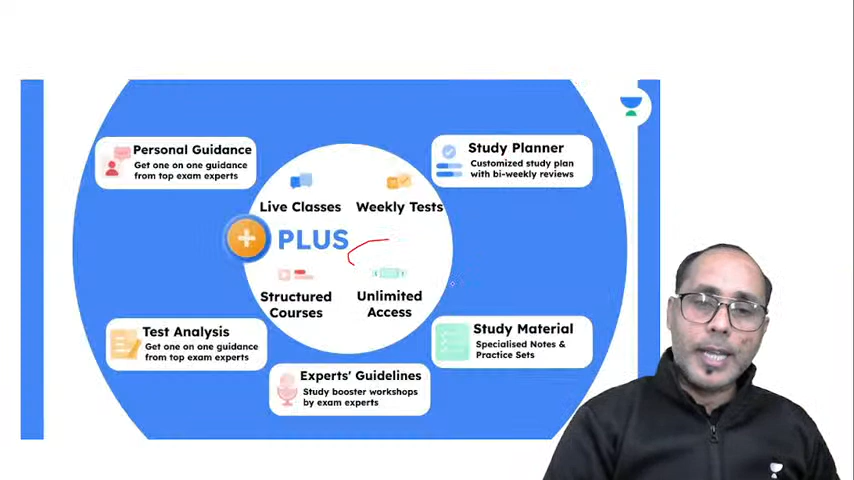 Personal Guidance
Get one on one guidance
from top exam experts
Study Planner
Customized study plan
with bi-weekly reviews
Live Classes
Weekly Tests
PLUS
Structured
Courses
Unlimited
Access
Test Analysis
Get one on one guidance
from top exam experts
Study Material
Specialised Notes &
Practice Sets
Experts' Guidelines
Study booster workshops
by exam experts